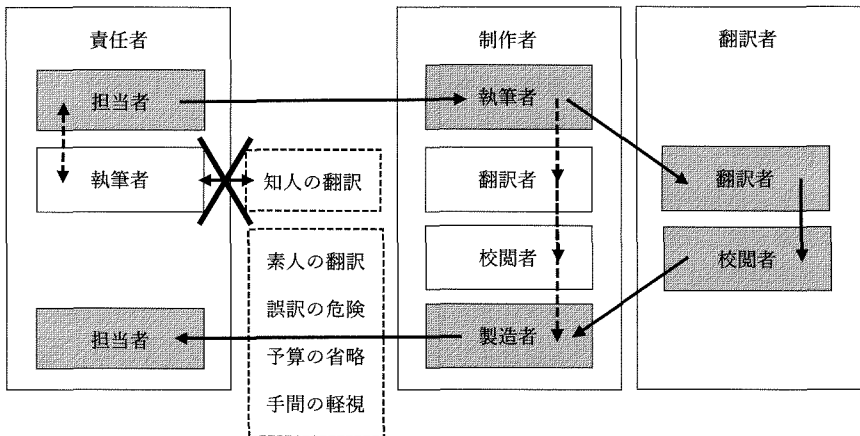 責任者
担当者
執筆者
担当者
知人の翻訳
素人の翻訳
誤訳の危険
予算の省略
手間の軽視
制作者
執筆者
翻訳者
校閲者
製造者
翻訳者
翻訳者
校閲者